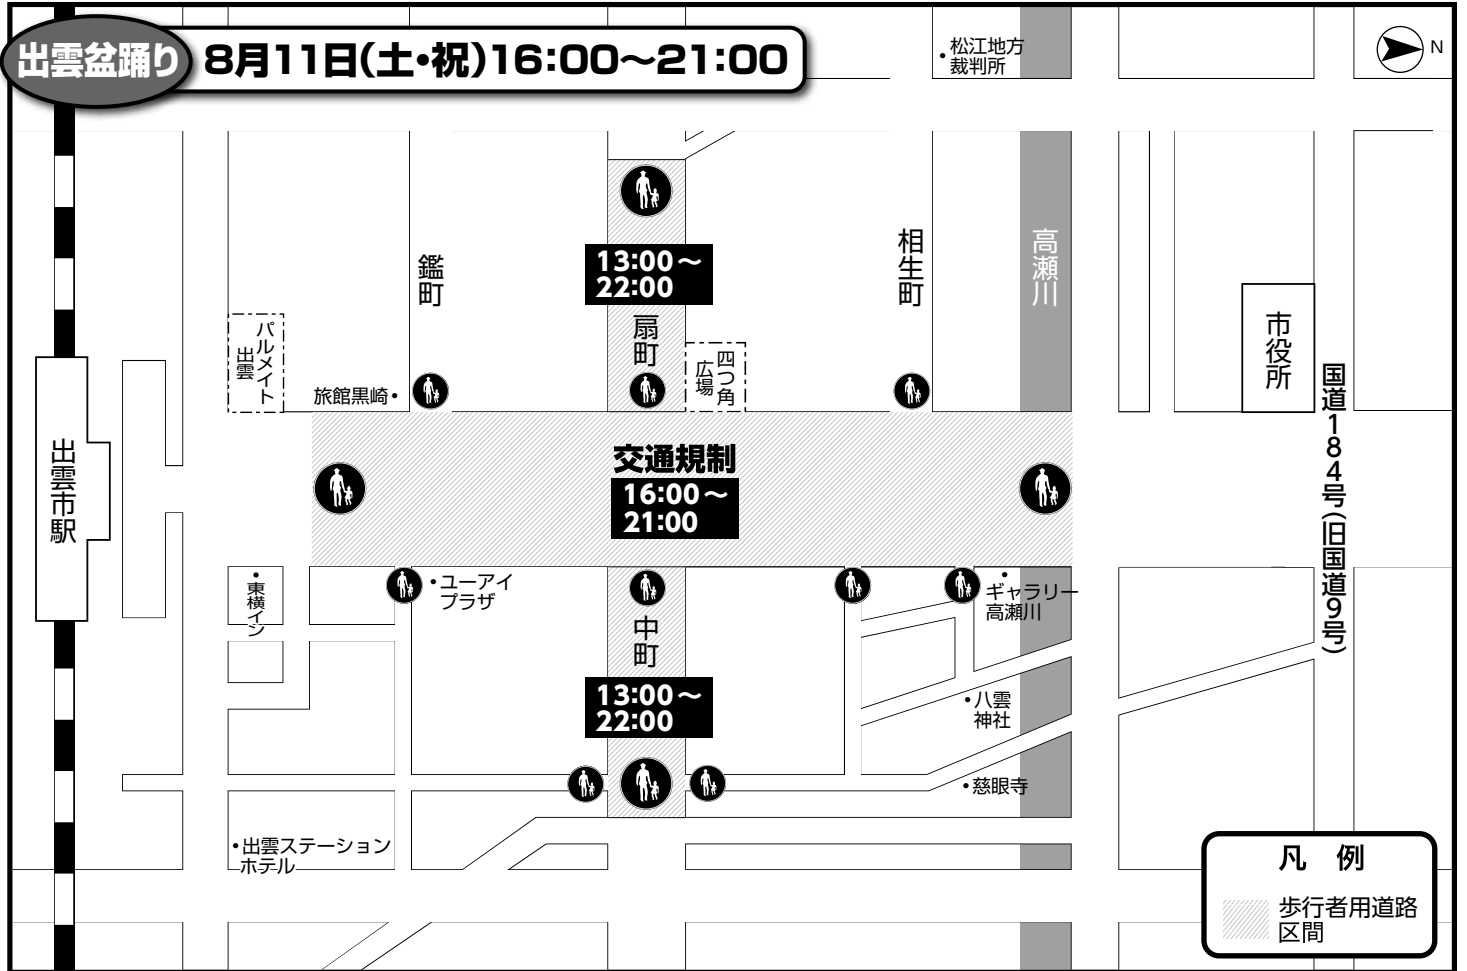 出雲盆踊り
8月11日(土・祝)16:00〜21:00
・松江地方
裁判所
N
鑑町
13:00〜
22:00
扇町
相生町
高瀬川
市役所
国道184号(旧国道9号)
パルメイト
出雲
旅館黒崎・
四つ角
広場
出雲市駅
交通規制
16:00〜
21:00
・東横イン
・ユーアイ
プラザ
中町
13:00〜
22:00
・
ギャラリー
高瀬川
・八雲
神社
・慈眼寺
・出雲ステーション
ホテル
凡 例
歩行者用道路
区間